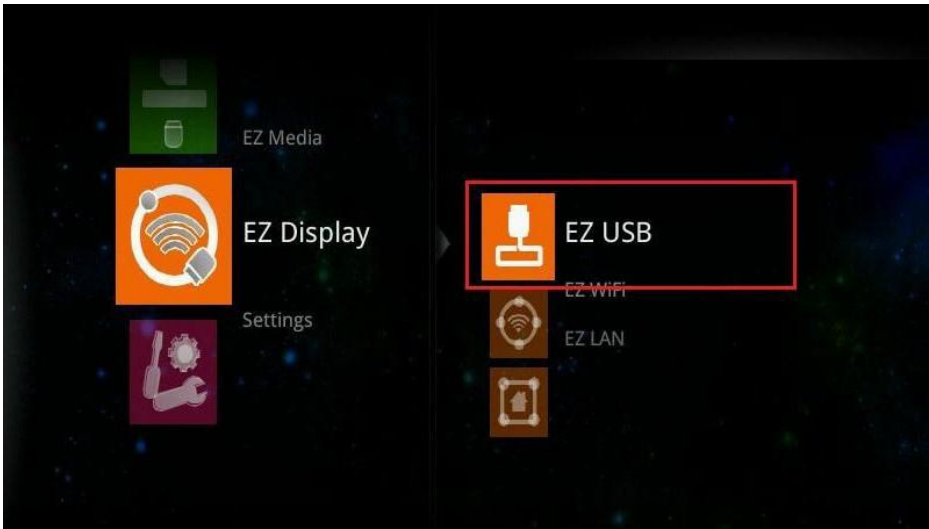 EZ Media
EZ Display
Settings
EZ USB
EZ WiFi
EZ LAN